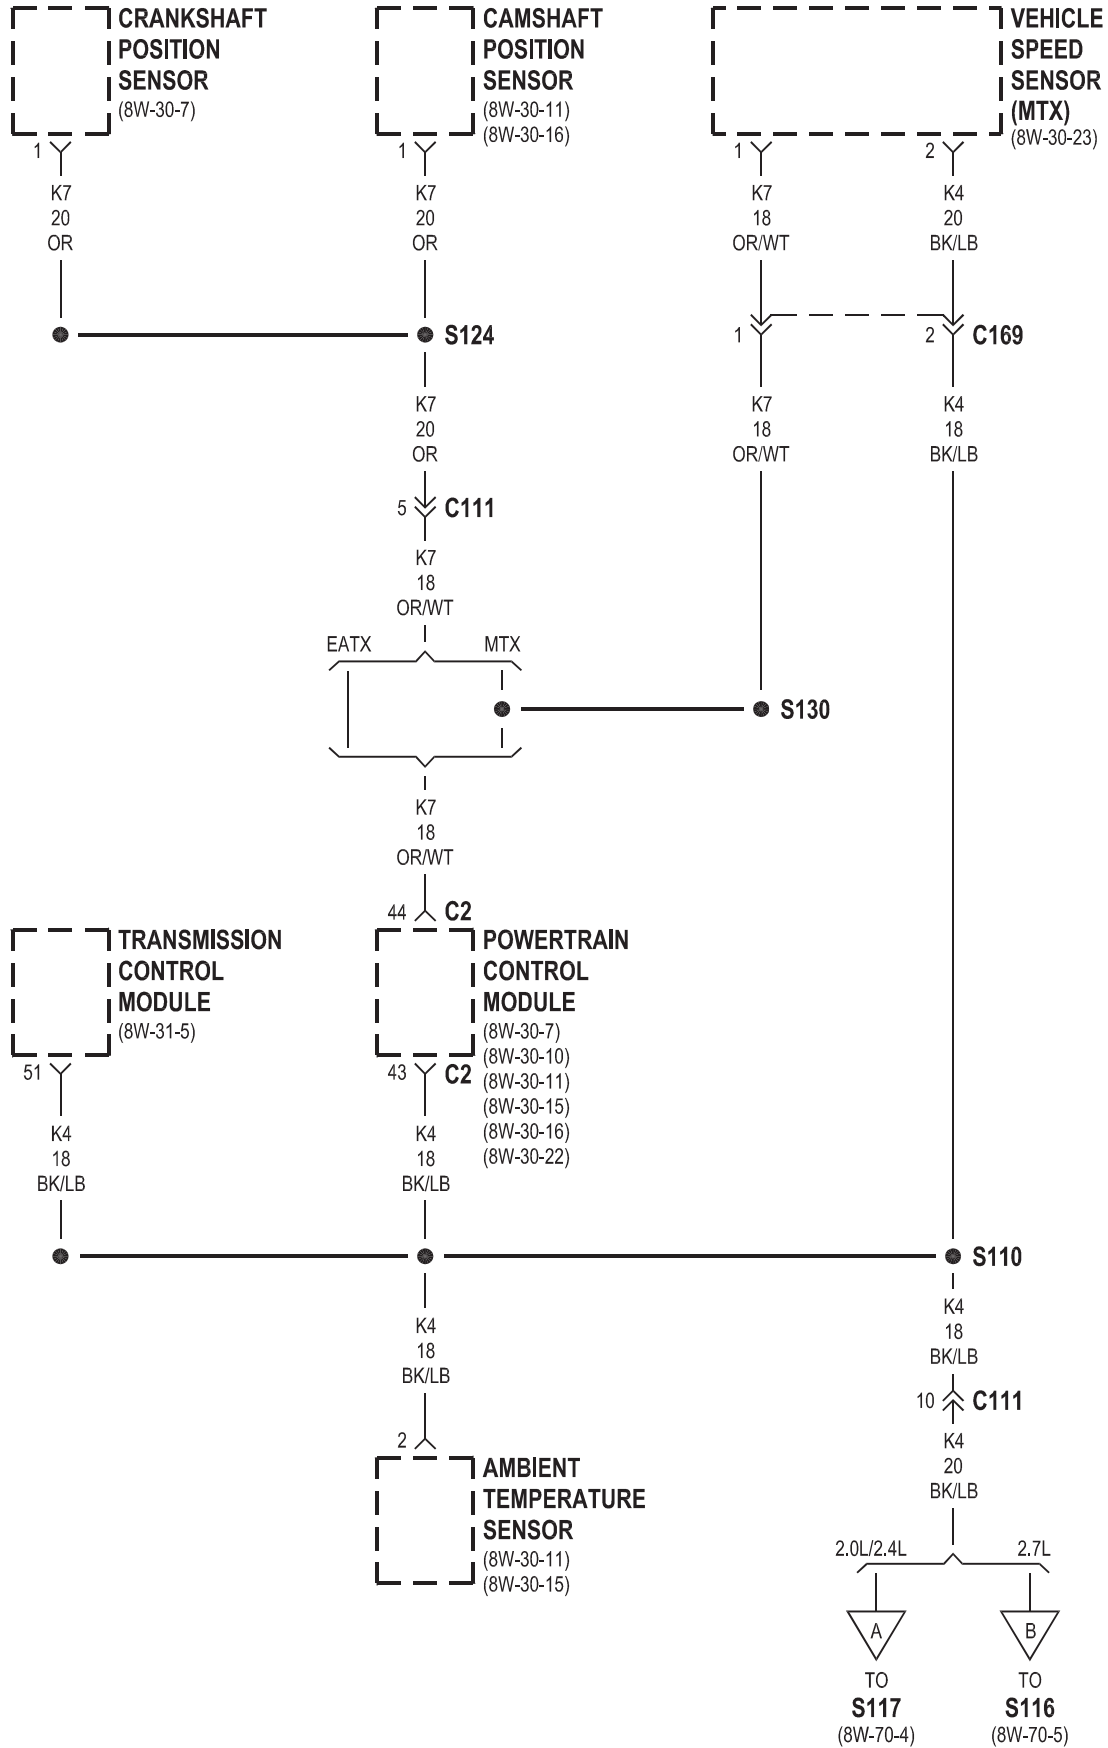 CRANKSHAFT
POSITION
SENSOR
(8W-30-7)
CAMSHAFT
POSITION
SENSOR
(8W-30-11)
(8W-30-16)
VEHICLE
SPEED
SENSOR
(MTX)
(8W-30-23)
1
1
1
2
K7
20
OR
K7
20
OR
K7
18
OR/WT
K4
20
BK/LB
S124
1
2
C169
K7
20
OR
K7
18
OR/WT
K4
18
BK/LB
5
C111
K7
18
OR/WT
EATX
MTX
S130
K7
18
OR/WT
44
C2
TRANSMISSION
CONTROL
MODULE
(8W-31-5)
POWERTRAIN
CONTROL
MODULE
(8W-30-7)
(8W-30-10)
(8W-30-11)
(8W-30-15)
(8W-30-16)
(8W-30-22)
51
43
C2
K4
18
BK/LB
K4
18
BK/LB
S110
K4
18
BK/LB
K4
18
BK/LB
10
C111
2
K4
20
BK/LB
AMBIENT
TEMPERATURE
SENSOR
(8W-30-11)
(8W-30-15)
2.0L/2.4L
2.7L
A
B
TO
S117
(8W-70-4)
TO
S116
(8W-70-5)